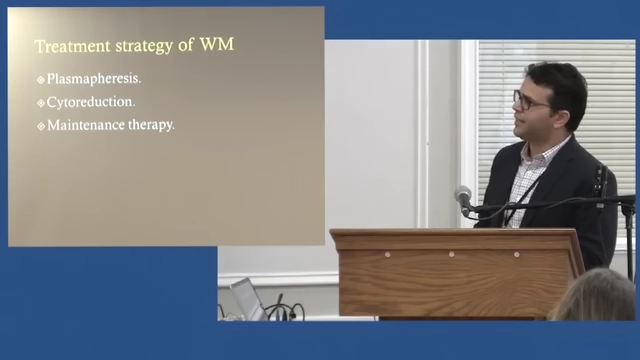 Treatment strategy of WM
Plasmapheresis.
Cytoreduction.
Maintenance therapy.